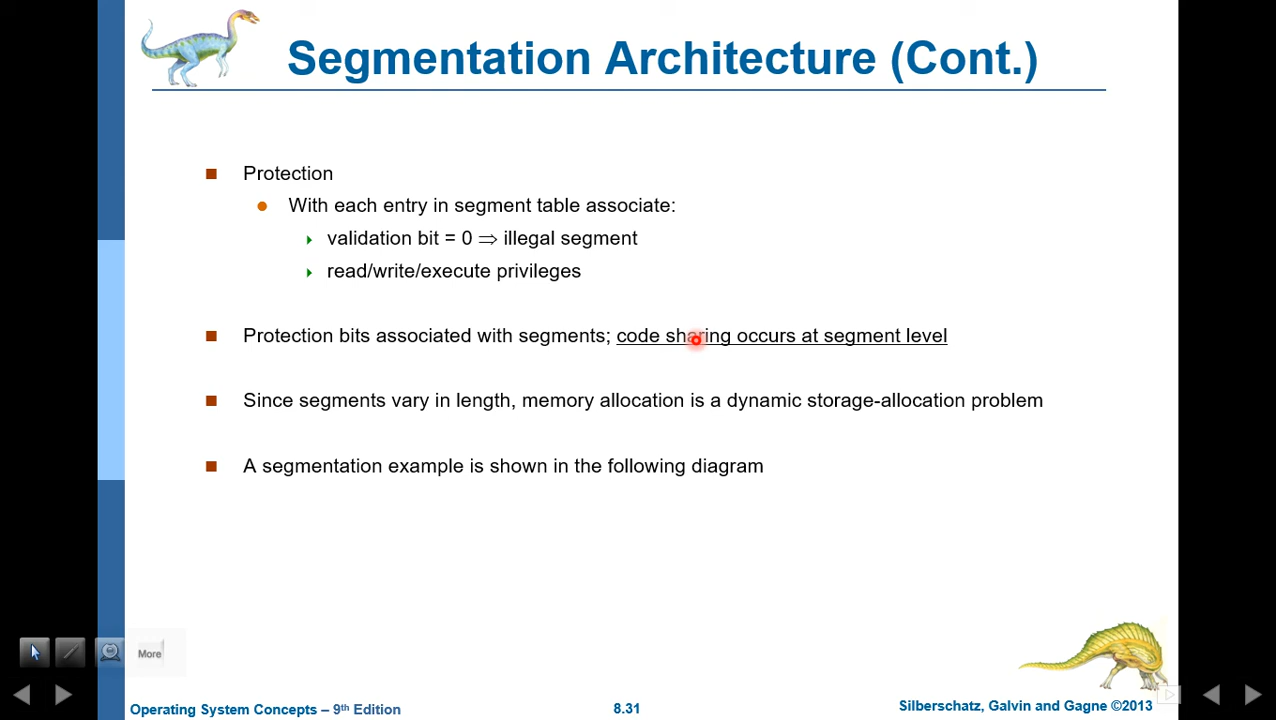 Segmentation Architecture (Cont.)
Protection
With each entry in segment table associate:
validation bit = 0 ⇒ illegal segment
read/write/execute privileges
Protection bits associated with segments; code sharing occurs at segment level
Since segments vary in length, memory allocation is a dynamic storage-allocation problem
A segmentation example is shown in the following diagram
More
Operating System Concepts – 9th Edition
8.31
Silberschatz, Galvin and Gagne ©2013